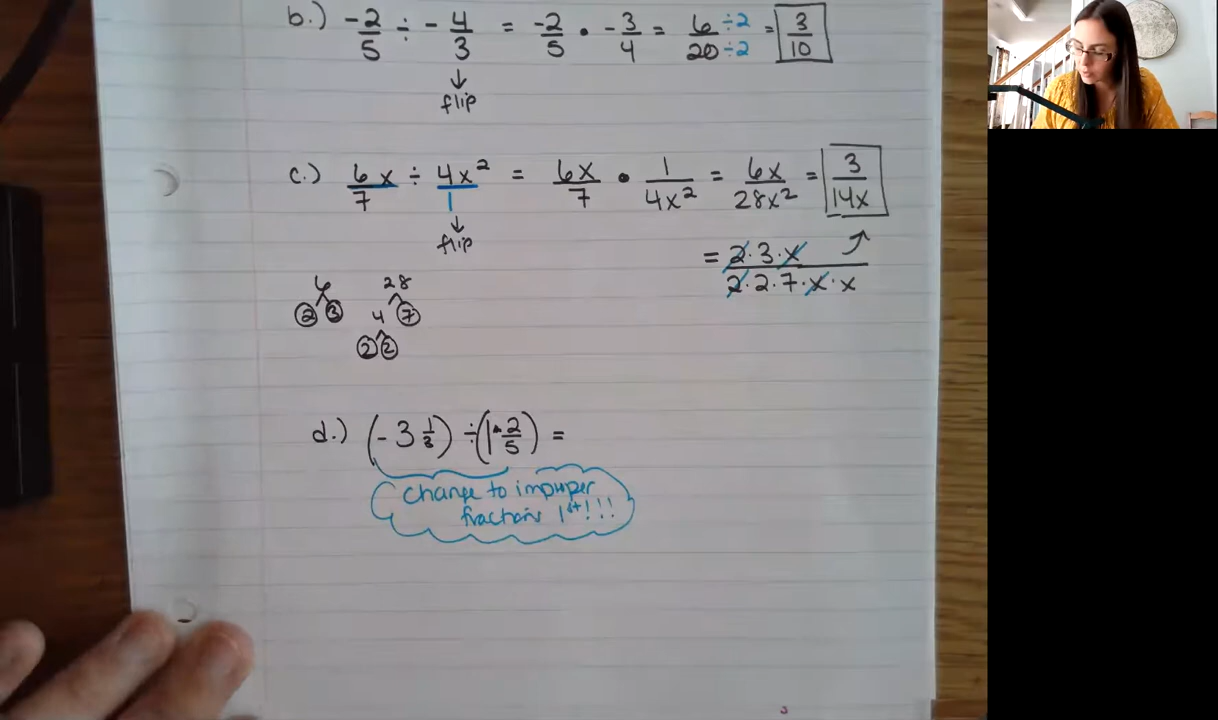 b.) -2/5 ÷ - 4/3 = -2/5 • -3/4 = 6/20 ÷2/÷2 = 3/10
↓
flip
c.) 6x/7 ÷ 4x²/1 = 6x/7 • 1/4x² = 6x/28x² = 3/14x
↓
flip
= 2·3·x / 2·2·7·x·x
6 28
2 3 4 7
2 2
d.) (- 3 1/3) ÷ (1 2/5) =
change to improper
fractions 1st!!!